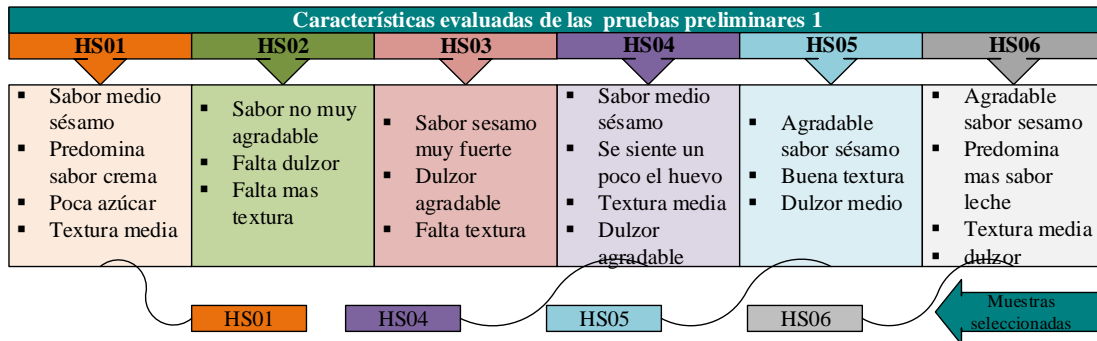 Características evaluadas de las pruebas preliminares 1
HS01
HS02
HS03
HS04
HS05
HS06
▪ Sabor medio
sésamo
▪ Predomina
sabor crema
▪ Poca azúcar
▪ Textura media
▪ Sabor no muy
agradable
▪ Falta dulzor
▪ Falta mas
textura
▪ Sabor sesamo
muy fuerte
▪ Dulzor
agradable
▪ Falta textura
▪ Sabor medio
sésamo
▪ Se siente un
poco el huevo
▪ Textura media
▪ Dulzor
agradable
▪ Agradable
sabor sésamo
▪ Buena textura
▪ Dulzor medio
▪ Agradable
sabor sesamo
▪ Predomina
mas sabor
leche
▪ Textura media
▪ dulzor
HS01
HS04
HS05
HS06
Muestras
seleccionadas